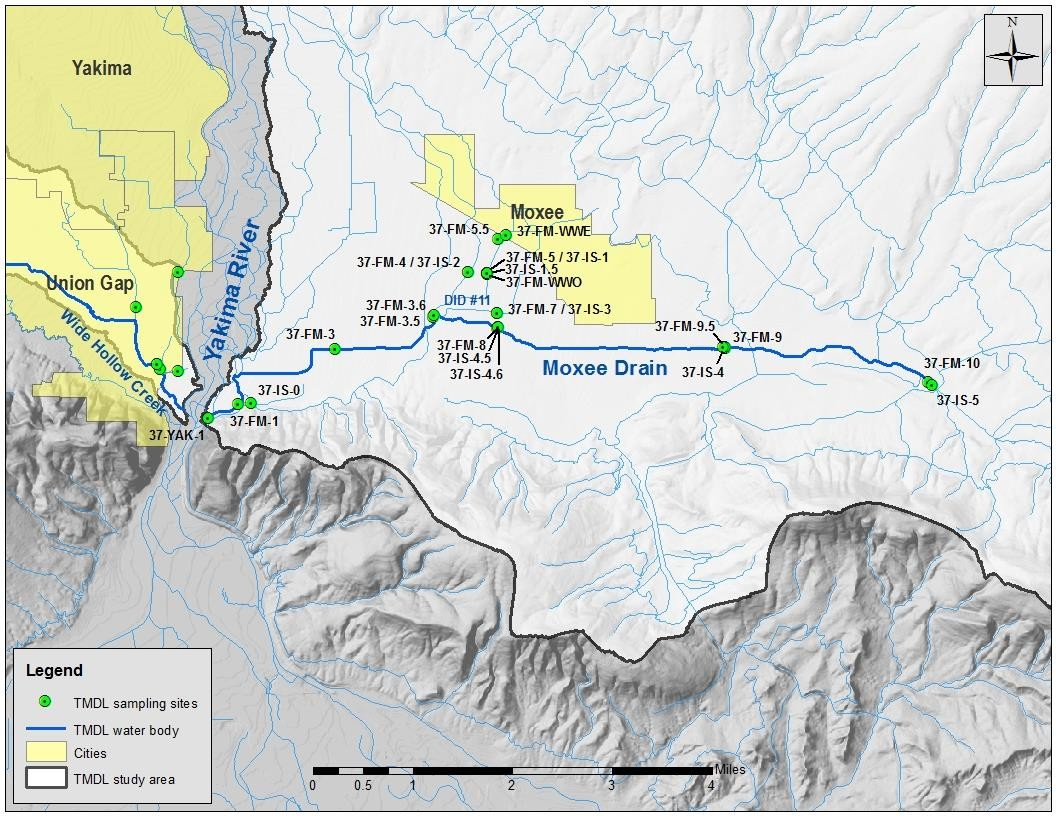 N
Yakima
Moxee
37-FM-5.5
37-FM-WWE
Yakima River
37-FM-4 / 37-IS-2
37-FM-5 / 37-IS-1
37-IS-1.5
37-FM-WWO
Union Gap
DID #11
37-FM-3.6
37-FM-3.5
37-FM-7 / 37-IS-3
Wide Hollow Creek
37-FM-3
37-FM-8
37-IS-4.5
37-IS-4.6
37-FM-9.5
37-FM-9
37-IS-4
Moxee Drain
37-FM-10
37-IS-5
37-IS-0
37-FM-1
37-YAK-1
Legend
TMDL sampling sites
TMDL water body
Cities
TMDL study area
Miles
0 0.5 1 2 3 4